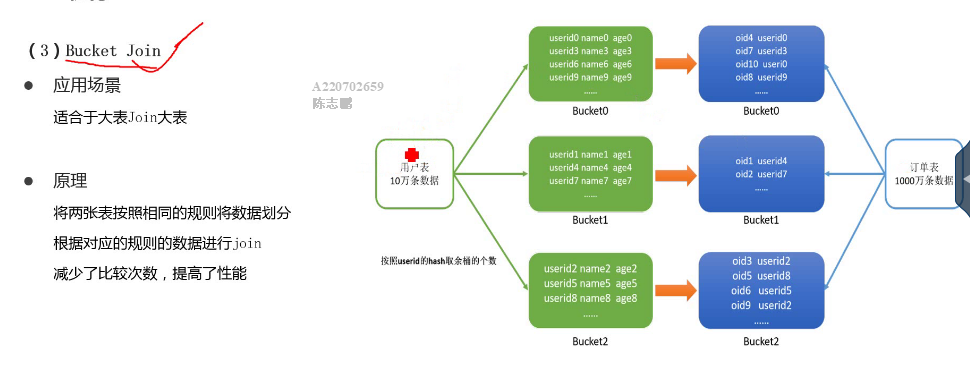 （3）Bucket Join
● 应用场景
适合于大表Join大表
● 原理
将两张表按照相同的规则将数据划分
根据对应的规则的数据进行join
减少了比较次数，提高了性能
A220702659
陈志鹏
用户表
10万条数据
按照userid的hash取余桶的个数
userid0 name0 age0
userid3 name3 age3
userid6 name6 age6
userid9 name9 age9
......
Bucket0
oid4 userid0
oid7 userid3
oid10 useri0
oid8 userid9
......
Bucket0
userid1 name1 age1
userid4 name4 age4
userid7 name7 age7
......
Bucket1
oid1 userid4
oid2 userid7
......
Bucket1
userid2 name2 age2
userid5 name5 age5
userid8 name8 age8
......
Bucket2
oid3 userid2
oid5 userid8
oid6 userid5
oid9 userid2
......
Bucket2
订单表
1000万条数据